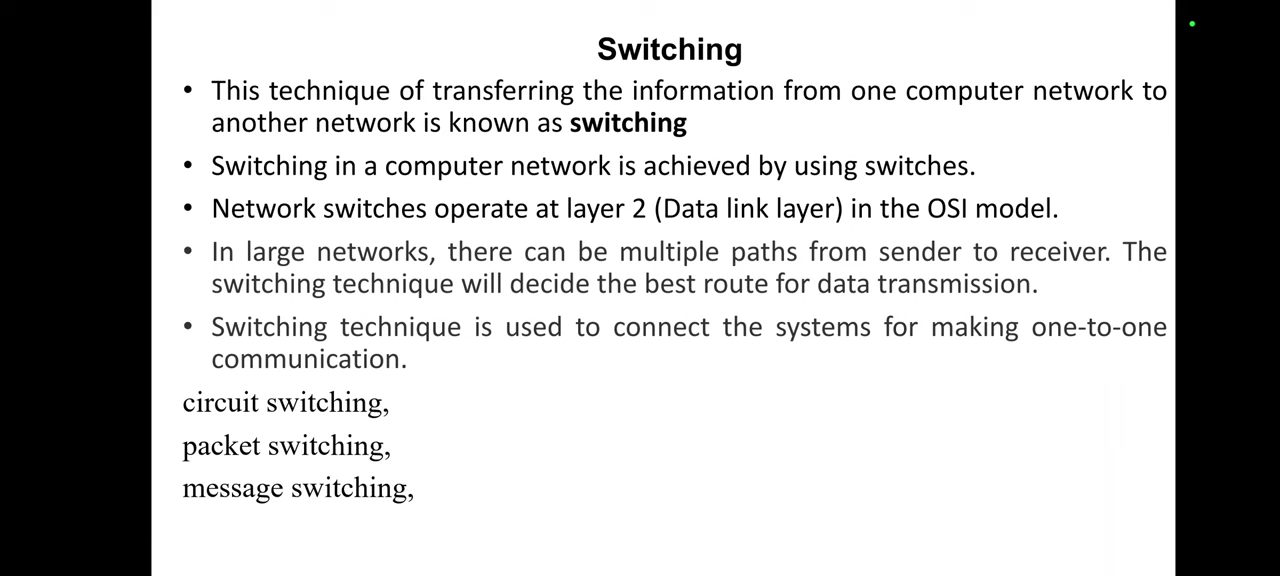 Switching
• This technique of transferring the information from one computer network to
another network is known as switching
• Switching in a computer network is achieved by using switches.
• Network switches operate at layer 2 (Data link layer) in the OSI model.
• In large networks, there can be multiple paths from sender to receiver. The
switching technique will decide the best route for data transmission.
• Switching technique is used to connect the systems for making one-to-one
communication.
circuit switching,
packet switching,
message switching,